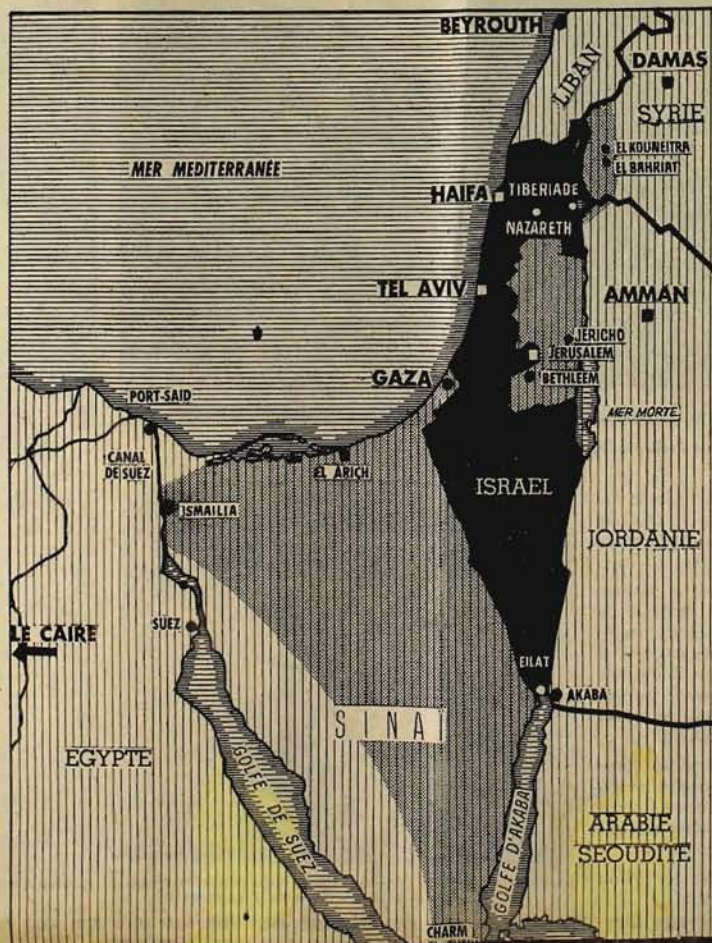 BEYROUTH
LIBAN
DAMAS
SYRIE
EL KOUNEITRA
EL BAHRIAT
MER MEDITERRANÉE
HAIFA
TIBERIADE
NAZARETH
TEL AVIV
AMMAN
JERICHO
JERUSALEM
GAZA
BETHLEEM
PORT-SAID
MER MORTE
CANAL
DE SUEZ
EL ARICH
ISRAEL
ISMAILIA
JORDANIE
SUEZ
LE CAIRE
EILAT
AKABA
SINAÏ
EGYPTE
GOLFE DE SUEZ
GOLFE D'AKABA
ARABIE
SEOUDITE
CHARM